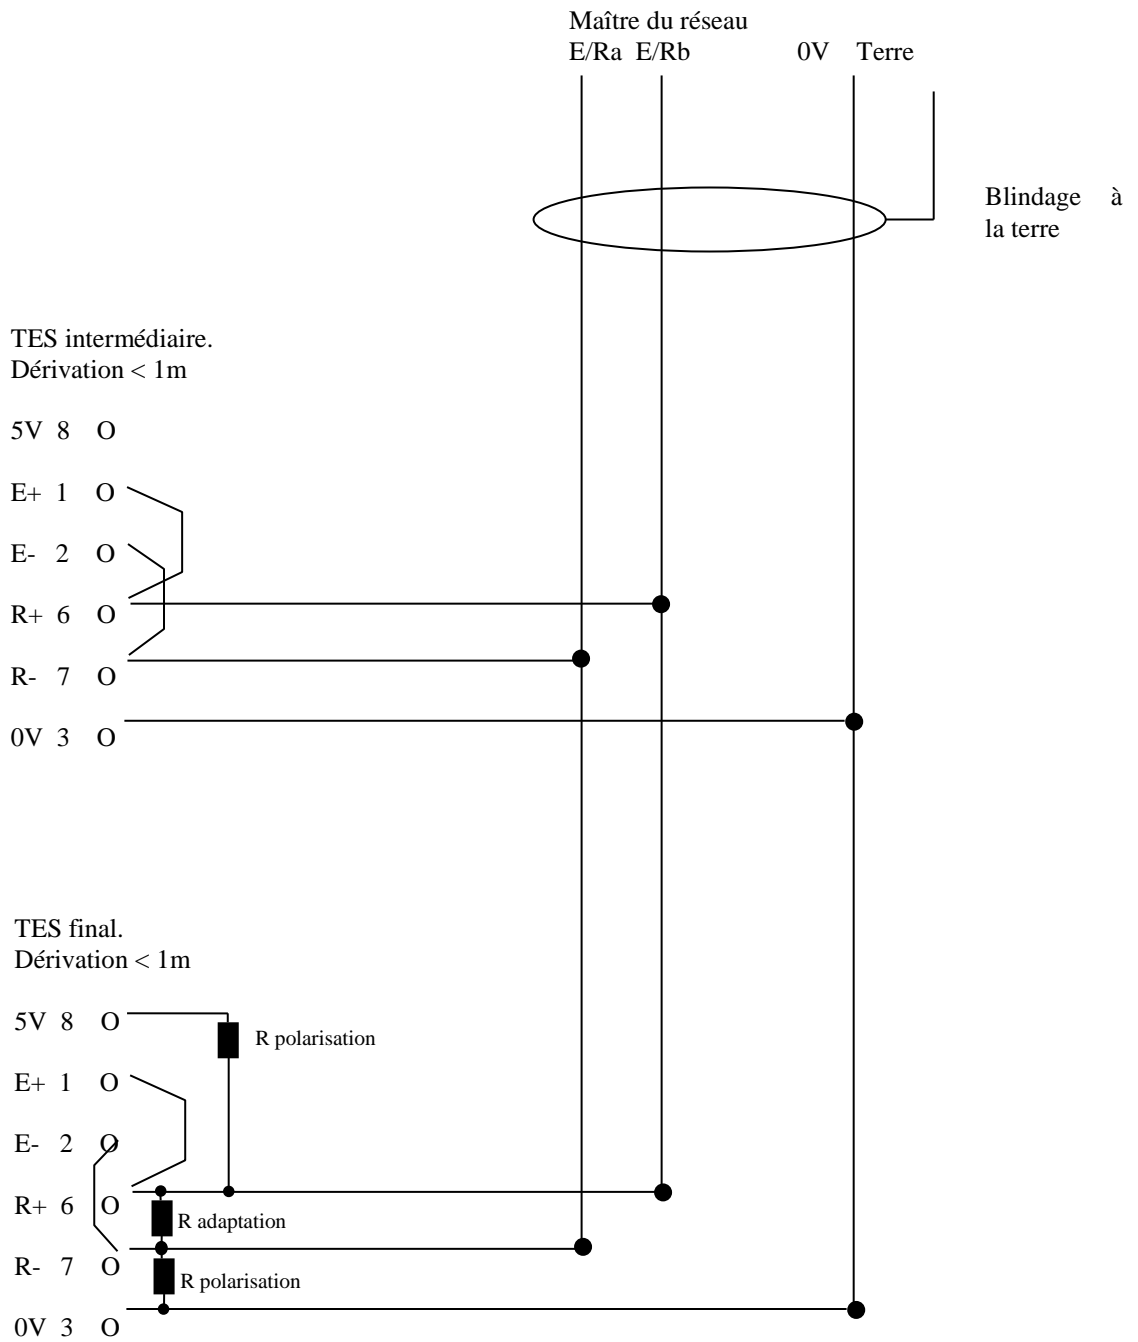 Maître du réseau
E/Ra E/Rb 0V Terre
Blindage à
la terre
TES intermédiaire.
Dérivation < 1m
5V 8 O
E+ 1 O
E- 2 O
R+ 6 O
R- 7 O
0V 3 O
TES final.
Dérivation < 1m
5V 8 O
R polarisation
E+ 1 O
E- 2 O
R+ 6 O
R adaptation
R- 7 O
R polarisation
0V 3 O